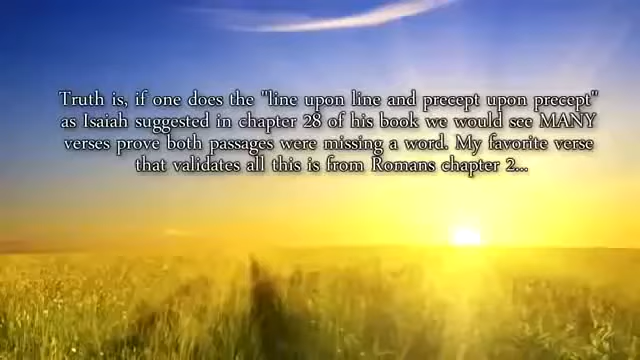 Truth is, if one does the "line upon line and precept upon precept"
as Isaiah suggested in chapter 28 of his book we would see MANY
verses prove both passages were missing a word. My favorite verse
that validates all this is from Romans chapter 2...